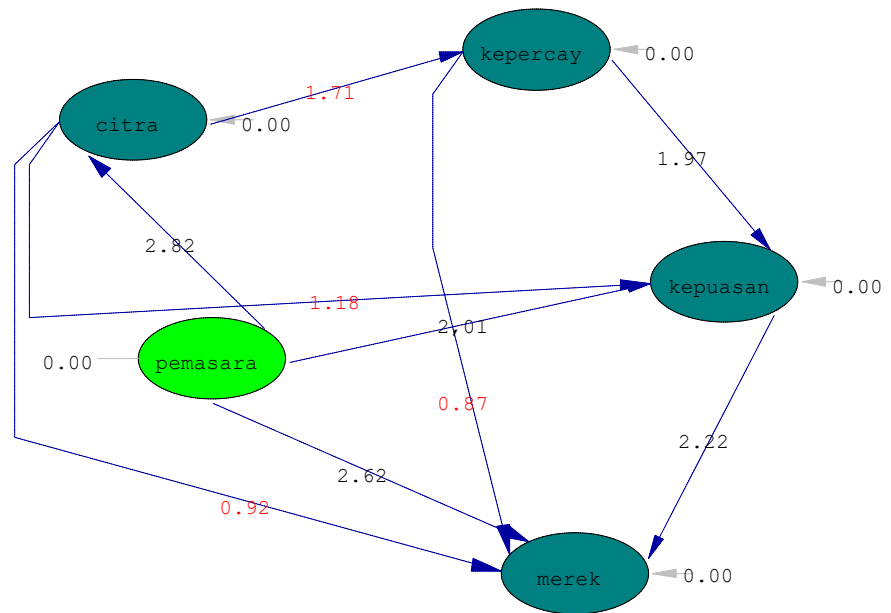 kepercay
0.00
1.71
citra
0.00
1.97
2.82
kepuasan
0.00
1.18
2,01
pemasara
0.00
0.87
2.22
2.62
0.92
merek
0.00